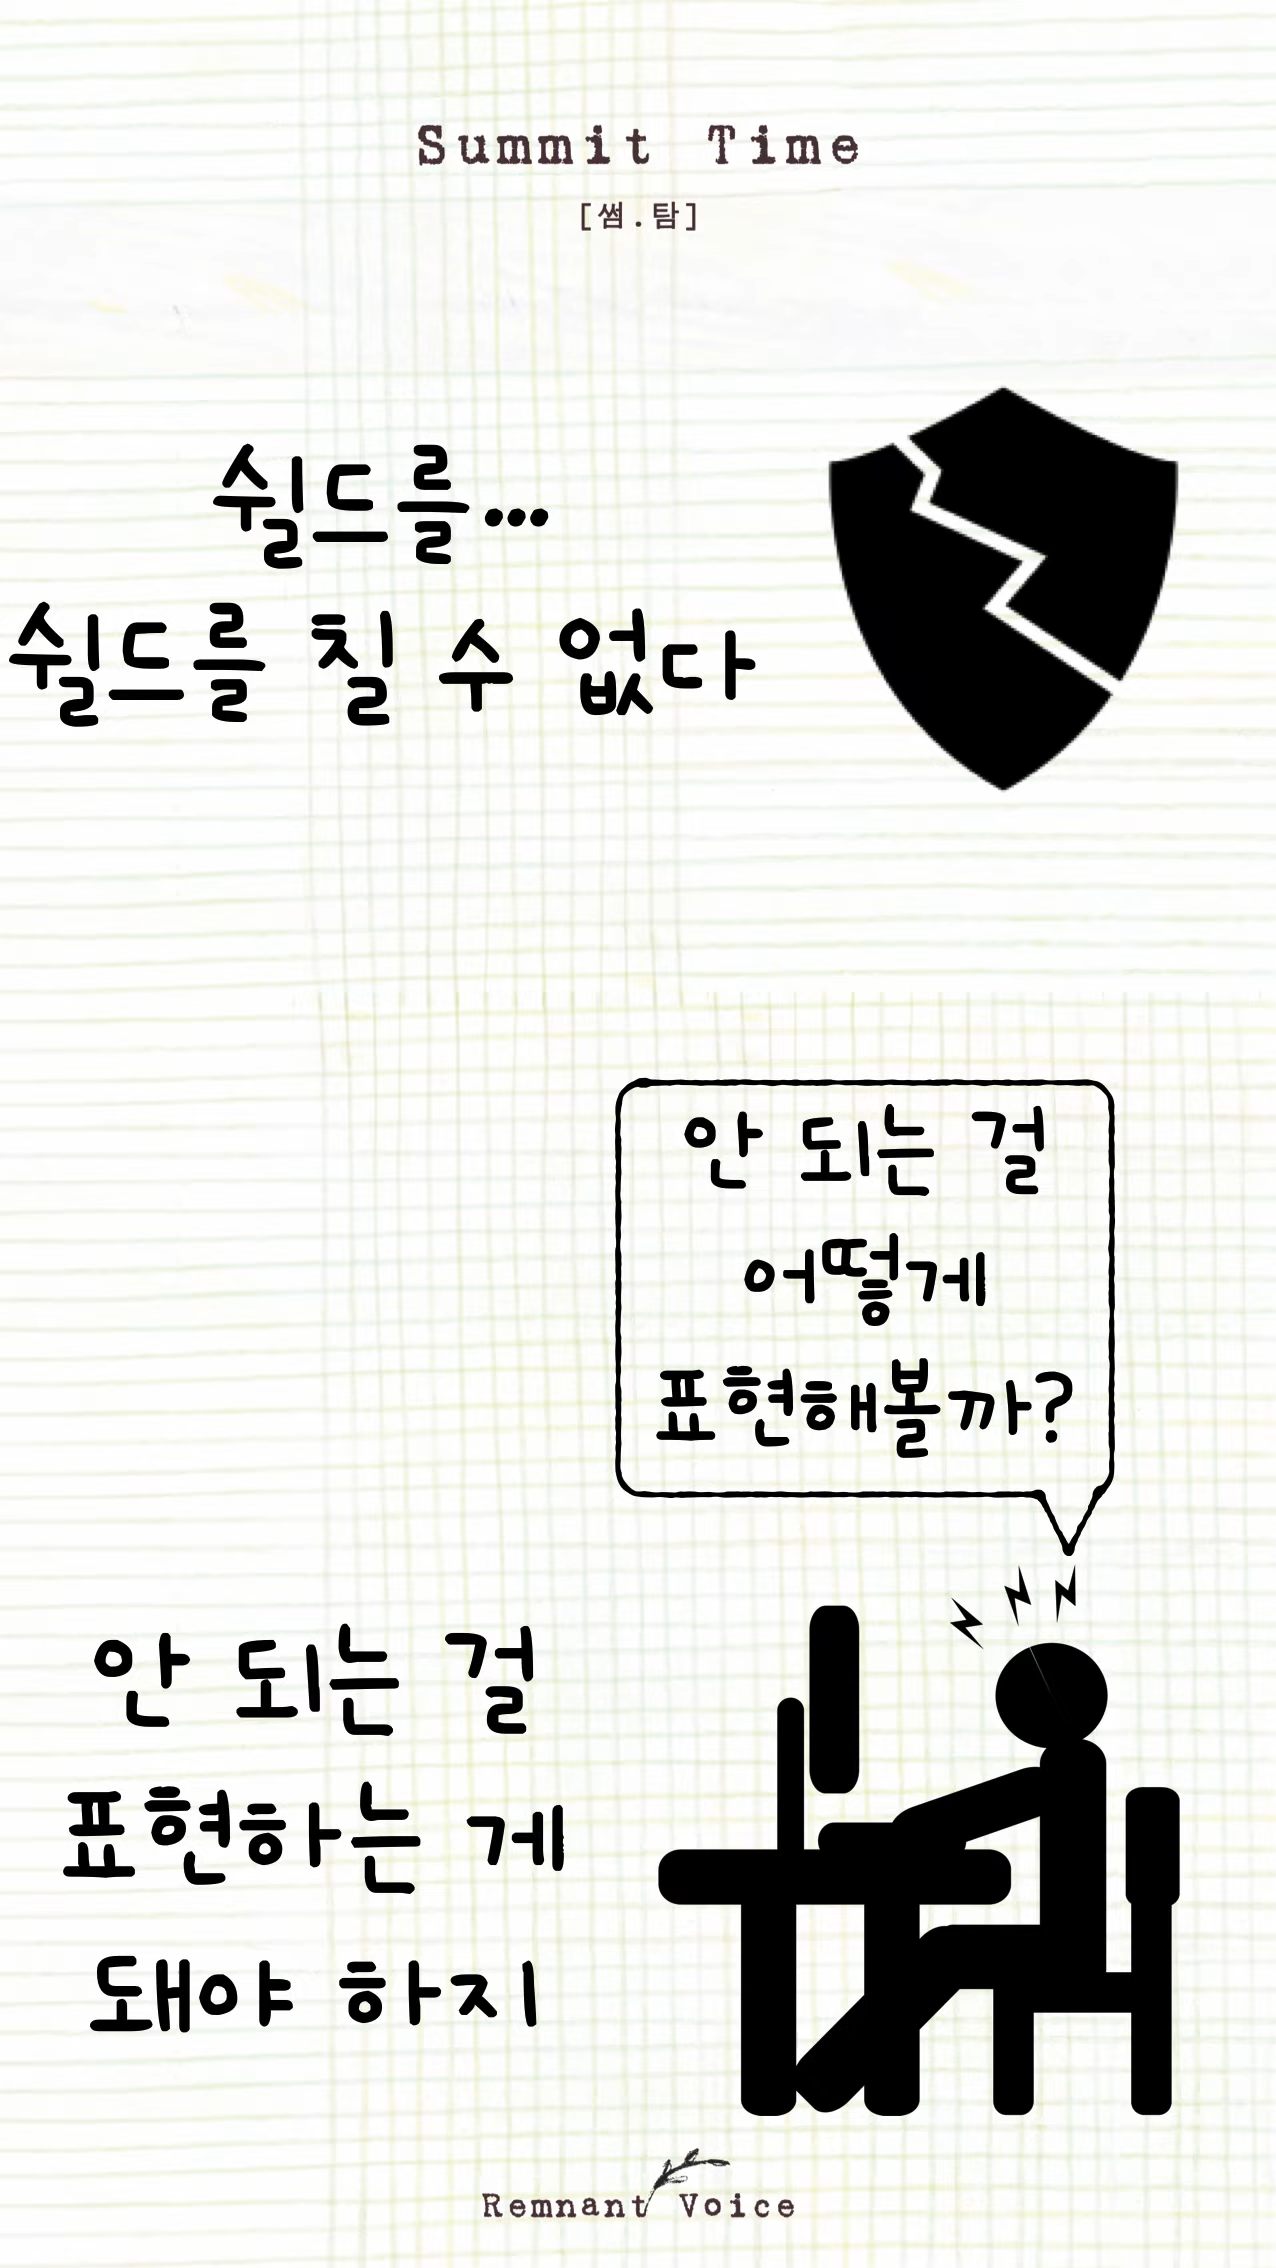 Summit Time
[썸.탐]
쉴드를...
쉴드를 칠 수 없다
안 되는 걸
어떻게
표현해볼까?
안 되는 걸
표현하는 게
돼야 하지
Remnant Voice